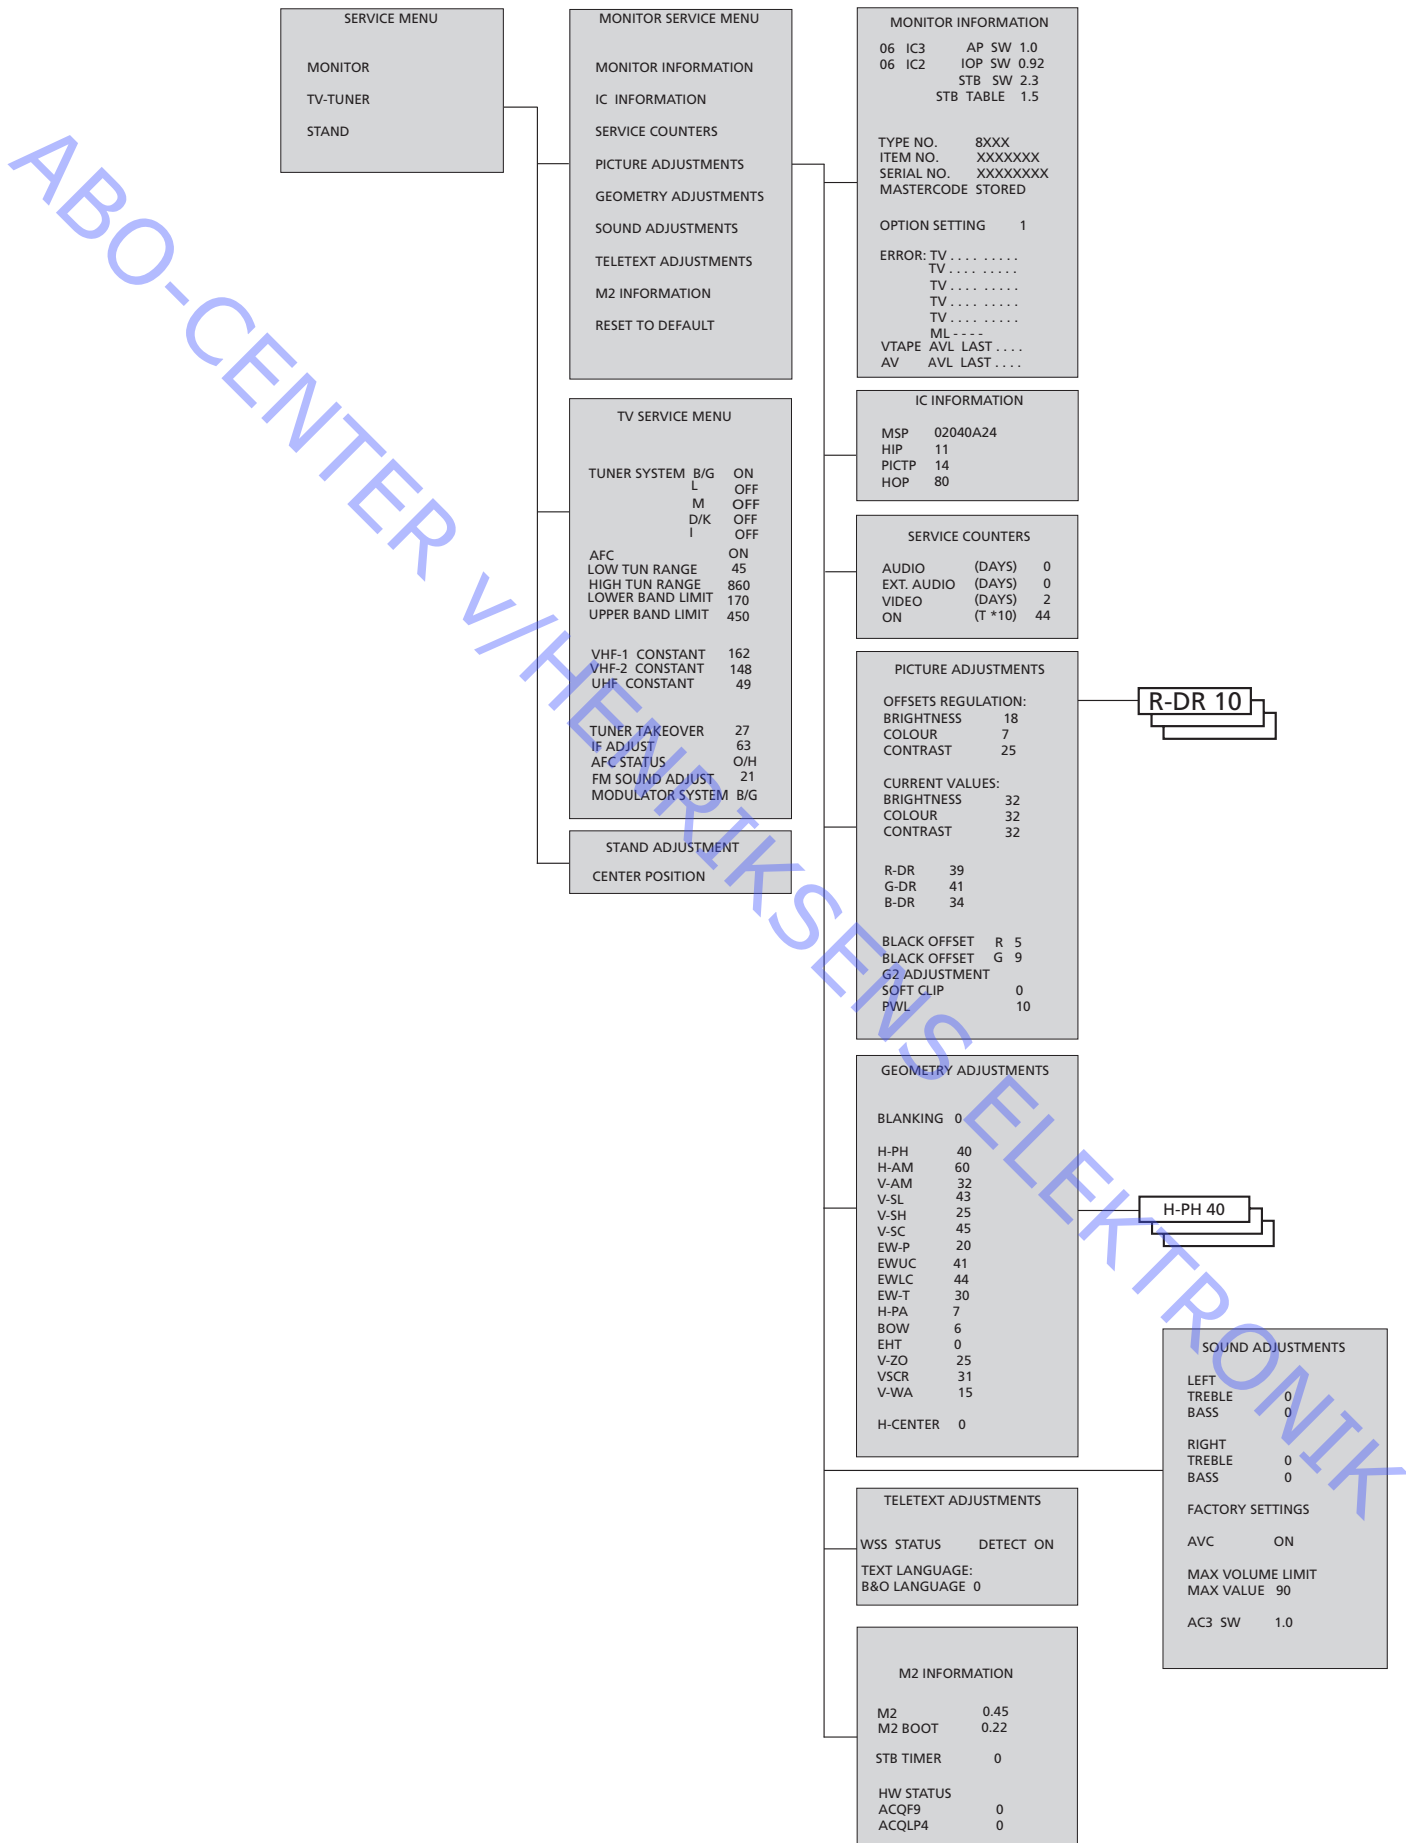 SERVICE MENU
MONITOR
TV-TUNER
STAND
MONITOR SERVICE MENU
MONITOR INFORMATION
IC INFORMATION
SERVICE COUNTERS
PICTURE ADJUSTMENTS
GEOMETRY ADJUSTMENTS
SOUND ADJUSTMENTS
TELETEXT ADJUSTMENTS
M2 INFORMATION
RESET TO DEFAULT
TV SERVICE MENU
TUNER SYSTEM B/G ON
L OFF
M OFF
D/K OFF
I OFF
AFC ON
LOW TUN RANGE 45
HIGH TUN RANGE 860
LOWER BAND LIMIT 170
UPPER BAND LIMIT 450
VHF-1 CONSTANT 162
VHF-2 CONSTANT 148
UHF CONSTANT 49
TUNER TAKEOVER 27
IF ADJUST 63
AFC STATUS O/H
FM SOUND ADJUST 21
MODULATOR SYSTEM B/G
STAND ADJUSTMENT
CENTER POSITION
MONITOR INFORMATION
06 IC3 AP SW 1.0
06 IC2 IOP SW 0.92
STB SW 2.3
STB TABLE 1.5
TYPE NO. 8XXX
ITEM NO. XXXXXXX
SERIAL NO. XXXXXXXX
MASTERCODE STORED
OPTION SETTING 1
ERROR: TV . . . . . . . . .
TV . . . . . . . . .
TV . . . . . . . . .
TV . . . . . . . . .
TV . . . . . . . . .
ML - - - -
VTAPE AVL LAST . . . .
AV AVL LAST . . . .
IC INFORMATION
MSP 02040A24
HIP 11
PICTP 14
HOP 80
SERVICE COUNTERS
AUDIO (DAYS) 0
EXT. AUDIO (DAYS) 0
VIDEO (DAYS) 2
ON (T *10) 44
PICTURE ADJUSTMENTS
OFFSETS REGULATION:
BRIGHTNESS 18
COLOUR 7
CONTRAST 25
CURRENT VALUES:
BRIGHTNESS 32
COLOUR 32
CONTRAST 32
R-DR 39
G-DR 41
B-DR 34
BLACK OFFSET R 5
BLACK OFFSET G 9
G2 ADJUSTMENT
SOFT CLIP 0
PWL 10
R-DR 10
GEOMETRY ADJUSTMENTS
BLANKING 0
H-PH 40
H-AM 60
V-AM 32
V-SL 43
V-SH 25
V-SC 45
EW-P 20
EWUC 41
EWLC 44
EW-T 30
H-PA 7
BOW 6
EHT 0
V-ZO 25
VSCR 31
V-WA 15
H-CENTER 0
H-PH 40
SOUND ADJUSTMENTS
LEFT
TREBLE 0
BASS 0
RIGHT
TREBLE 0
BASS 0
FACTORY SETTINGS
AVC ON
MAX VOLUME LIMIT
MAX VALUE 90
AC3 SW 1.0
TELETEXT ADJUSTMENTS
WSS STATUS DETECT ON
TEXT LANGUAGE:
B&O LANGUAGE 0
M2 INFORMATION
M2 0.45
M2 BOOT 0.22
STB TIMER 0
HW STATUS
ACQF9 0
ACQLP4 0
ABO-CENTER v/HENRIKSENS ELEKTRONIK